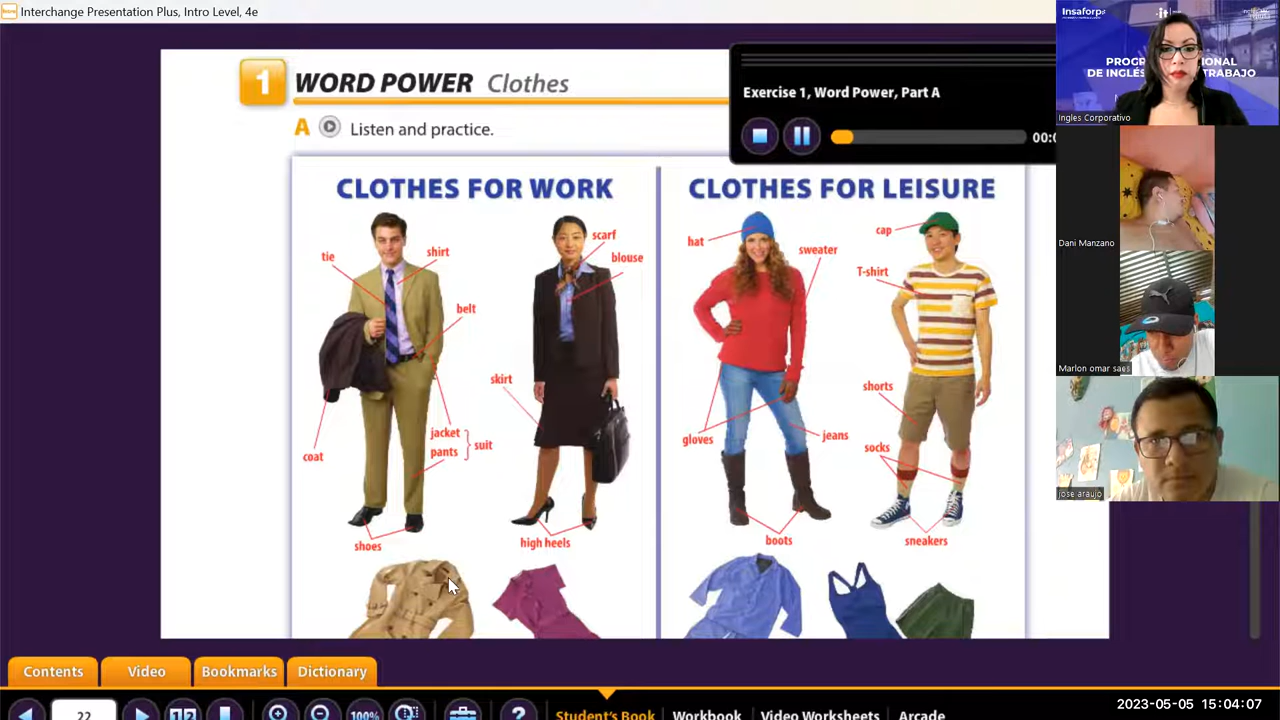 Interchange Presentation Plus, Intro Level, 4e
1 WORD POWER Clothes
A Listen and practice.
Exercise 1, Word Power, Part A
CLOTHES FOR WORK
tie
shirt
belt
coat
jacket
pants
suit
shoes
scarf
blouse
skirt
high heels
CLOTHES FOR LEISURE
hat
sweater
gloves
jeans
boots
cap
T-shirt
shorts
socks
sneakers
Insaforp
Ingles Corporativo
Dani Manzano
Marlon omar saes
jose araujo
Contents
Video
Bookmarks
Dictionary
22
100%
Student's Book
Workbook
Video Worksheets
Arcade
2023-05-05 15:04:07